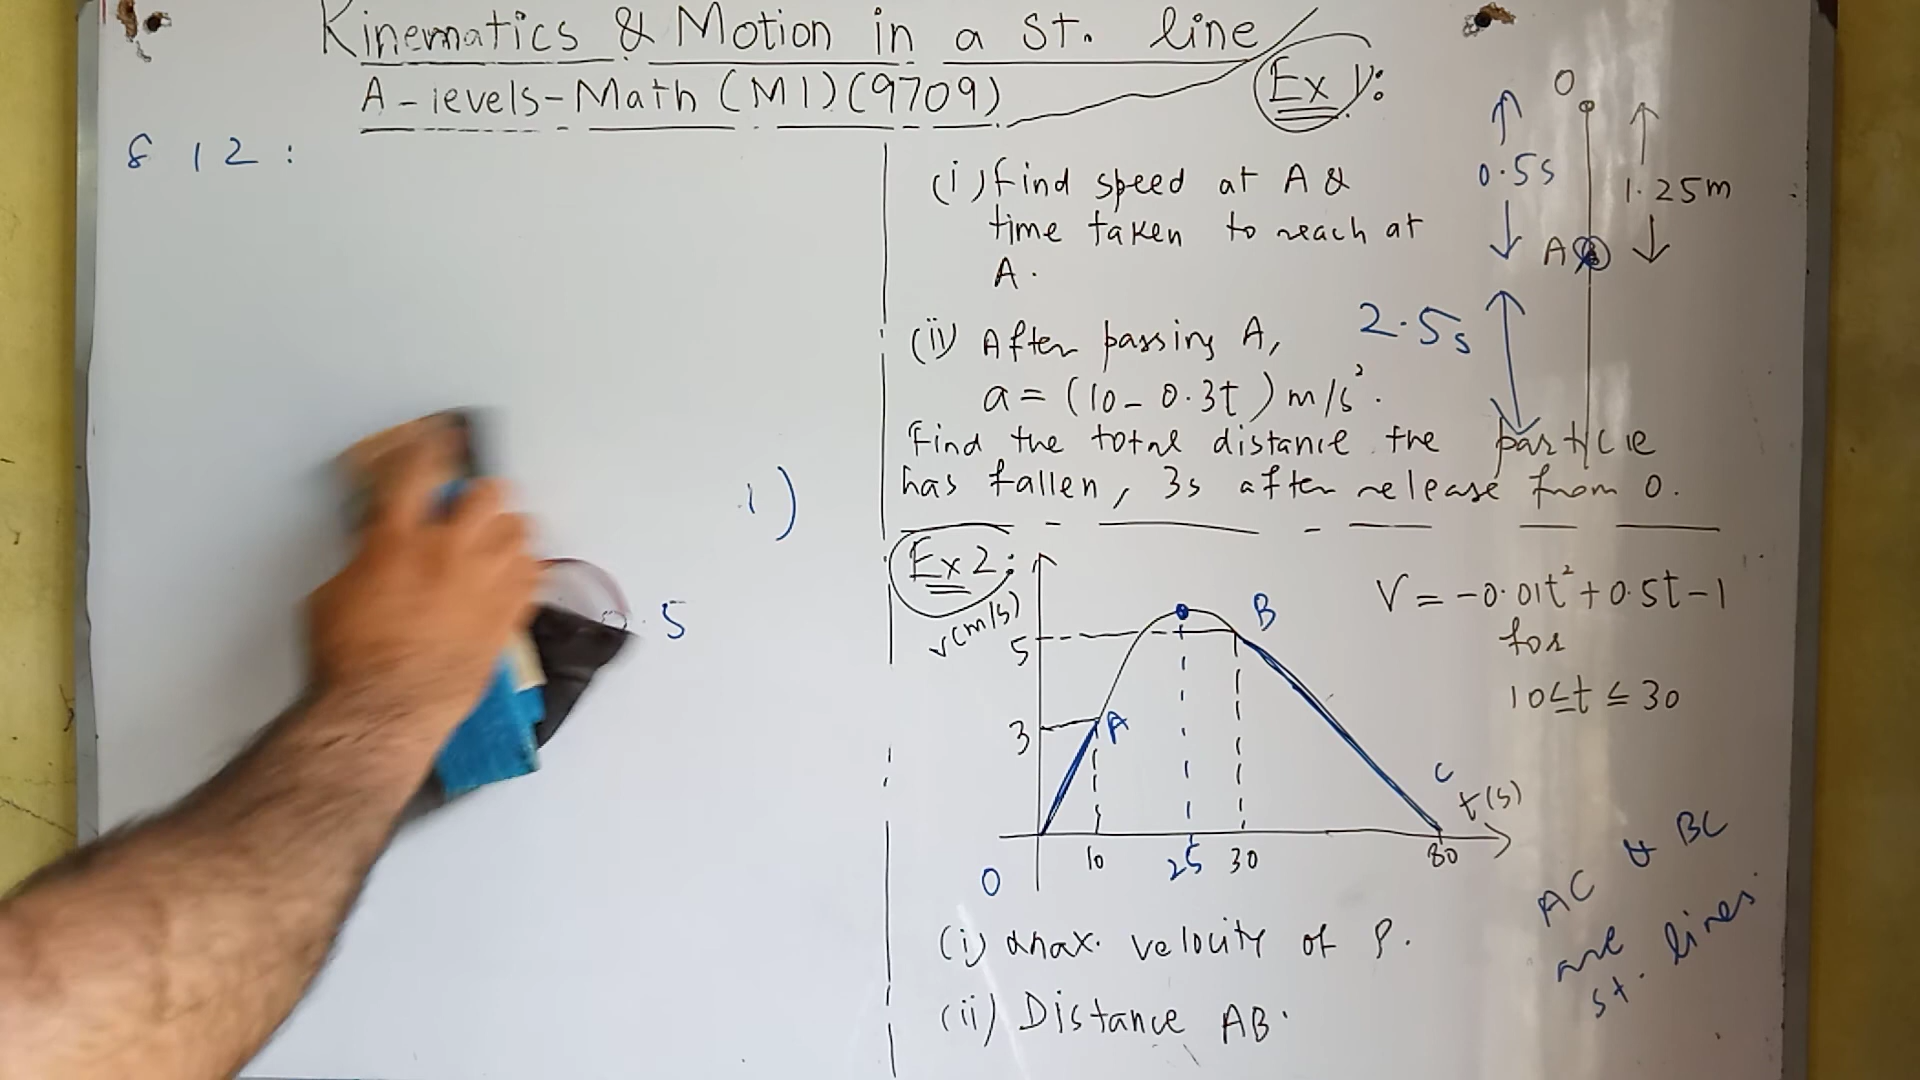 Kinematics & Motion in a st. line
A-levels-Math (M1)(9709)
Ex 1:
8 12:
(i) find speed at A &
time taken to reach at
A.
(ii) After passing A,
a = (10 - 0.3t) m/s².
Find the total distance the particle
has fallen, 3s after release from O.
O
0.5s
1.25m
A
2.5s
i)
0.5
Ex 2:
v(m/s)
5
3
A
B
C
t(s)
O
10
25
30
80
V = -0.01t² + 0.5t - 1
for
10 ≤ t ≤ 30
AC & BC
are
st. lines
(i) max. velocity of P.
(ii) Distance AB.